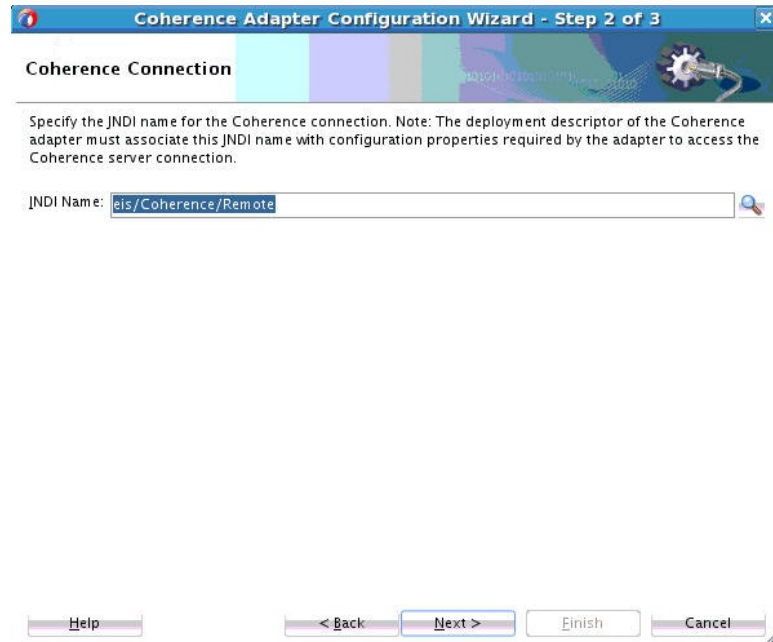 Coherence Adapter Configuration Wizard - Step 2 of 3
Coherence Connection
Specify the JNDI name for the Coherence connection. Note: The deployment descriptor of the Coherence
adapter must associate this JNDI name with configuration properties required by the adapter to access the
Coherence server connection.
JNDI Name: eis/Coherence/Remote
Help < Back Next > Finish Cancel